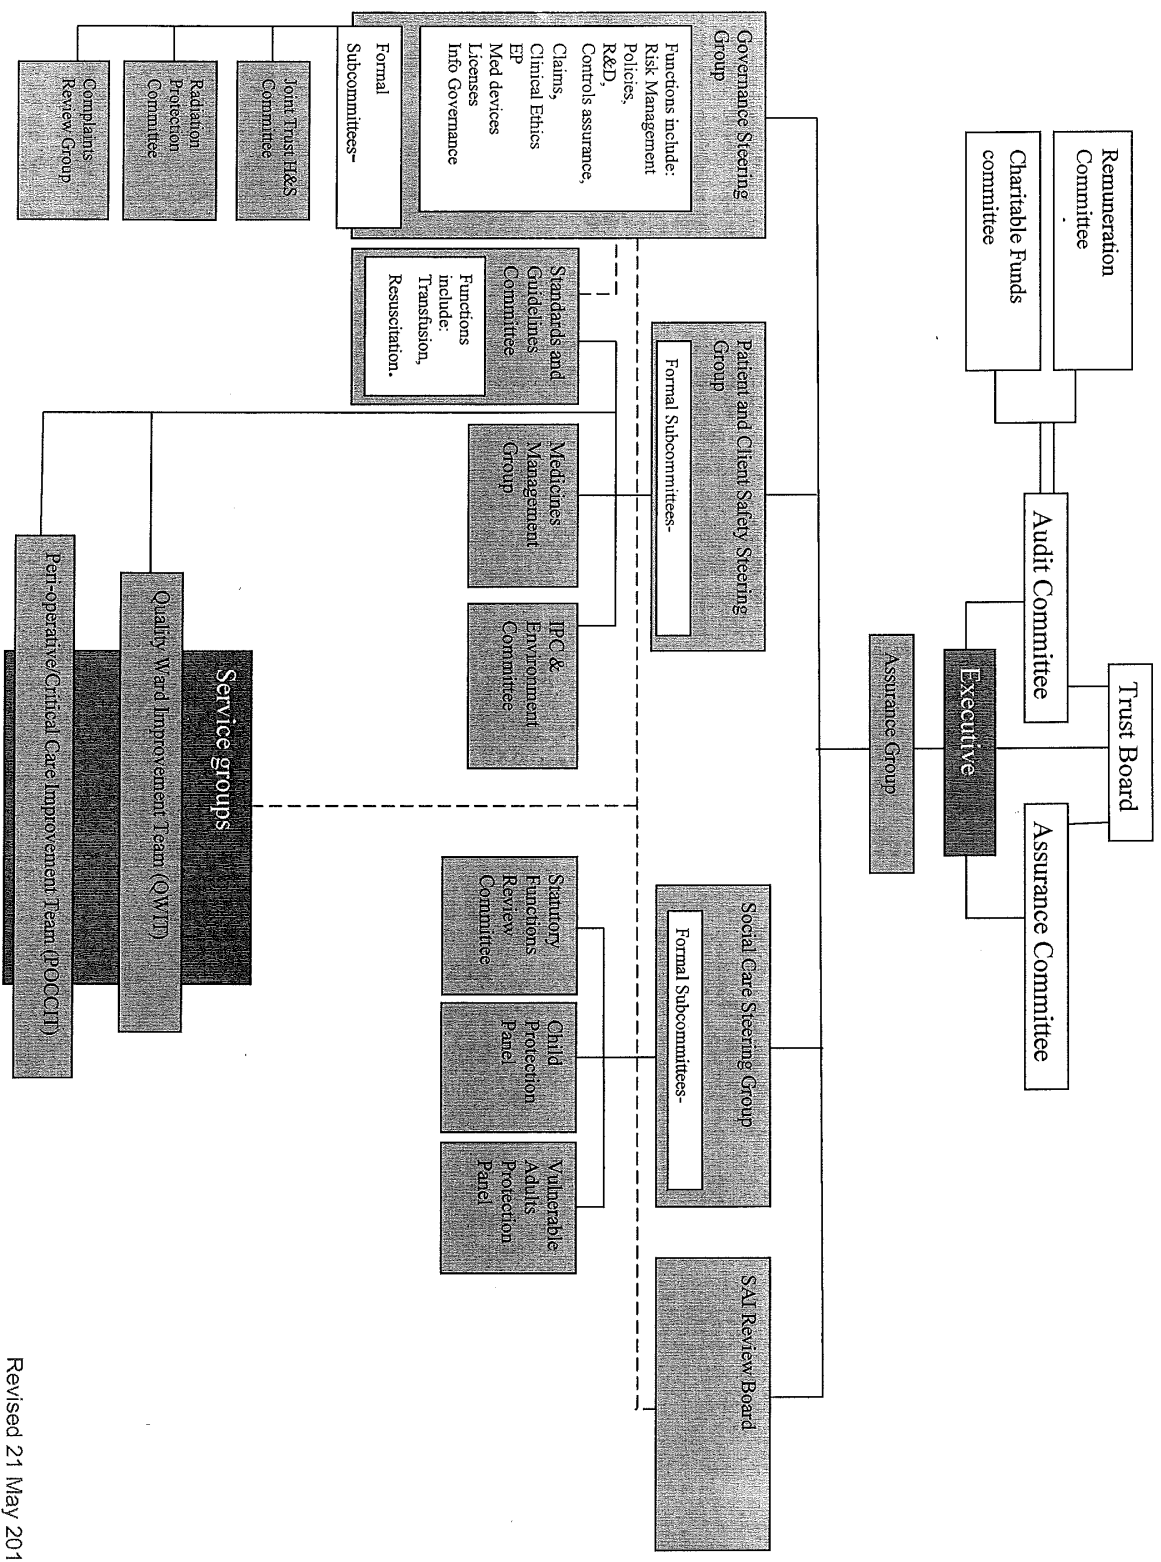 Trust Board
Audit Committee
Assurance Committee
Executive
Remuneration
Committee
Charitable Funds
committee
Assurance Group
Governance Steering
Group
Functions include:
Risk Management
Policies,
R&D,
Controls assurance,
Claims,
Clinical Ethics
EP
Med devices
Licenses
Info Governance
Formal
Subcommittees-
Joint Trust H&S
Committee
Radiation
Protection
Committee
Complaints
Review Group
Patient and Client Safety Steering
Group
Formal Subcommittees-
Standards and
Guidelines
Committee
Functions
include:
Transfusion,
Resuscitation.
Medicines
Management
Group
IPC &
Environment
Committee
Social Care Steering Group
Formal Subcommittees-
Statutory
Functions
Review
Committee
Child
Protection
Panel
Vulnerable
Adults
Protection
Panel
SAI Review Board
Service groups
Quality Ward Improvement Team (QWIT)
Peri-operative/Critical Care Improvement Team
Revised 21 May 201